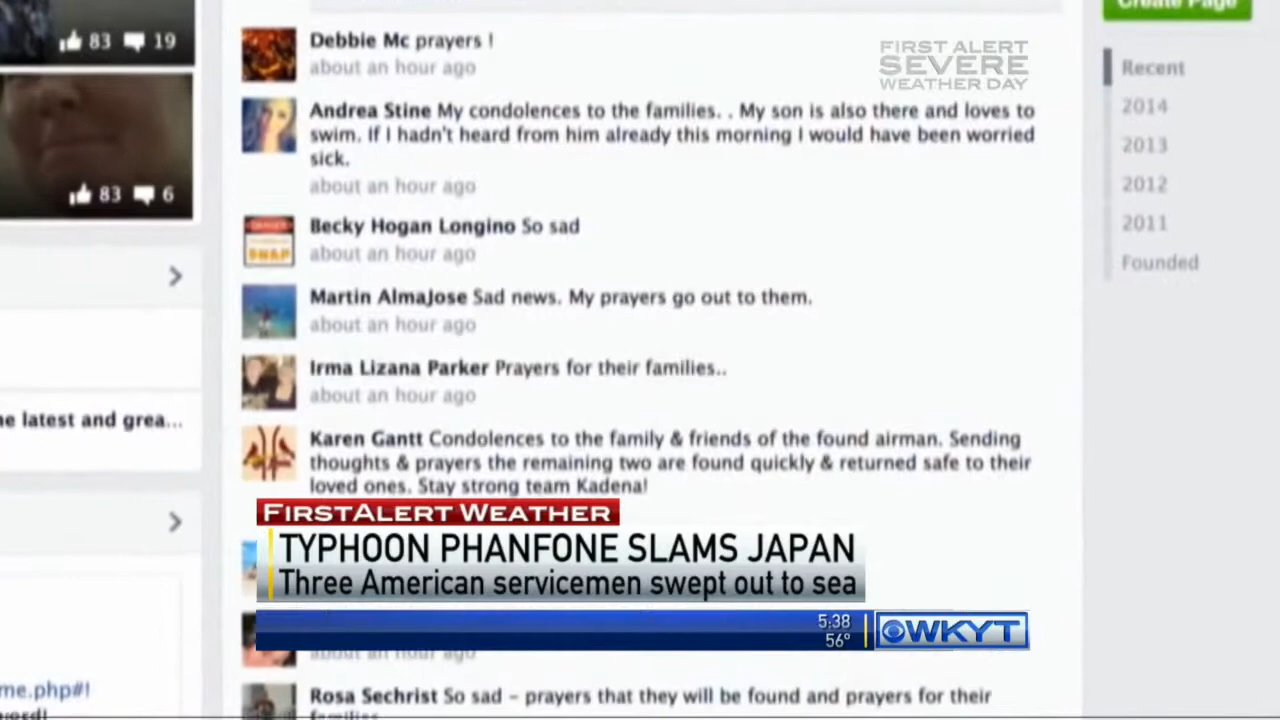 Create Page
83 19
Debbie Mc prayers !
about an hour ago
FIRST ALERT
SEVERE
WEATHER DAY
Recent
2014
2013
2012
2011
Founded
Andrea Stine My condolences to the families. . My son is also there and loves to
swim. If I hadn't heard from him already this morning I would have been worried
sick.
about an hour ago
83 6
Becky Hogan Longino So sad
about an hour ago
Martin AlmaJose Sad news. My prayers go out to them.
about an hour ago
Irma Lizana Parker Prayers for their families..
about an hour ago
he latest and grea...
Karen Gantt Condolences to the family & friends of the found airman. Sending
thoughts & prayers the remaining two are found quickly & returned safe to their
loved ones. Stay strong team Kadena!
FIRSTALERT WEATHER
TYPHOON PHANFONE SLAMS JAPAN
Three American servicemen swept out to sea
5:38
56°
WKYT
about an hour ago
me.php#!
Rosa Sechrist So sad – prayers that they will be found and prayers for their
families